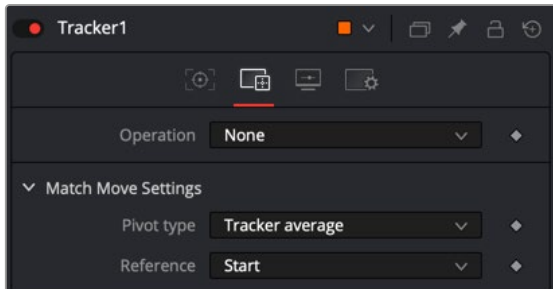 Tracker1
Operation None
Match Move Settings
Pivot type Tracker average
Reference Start